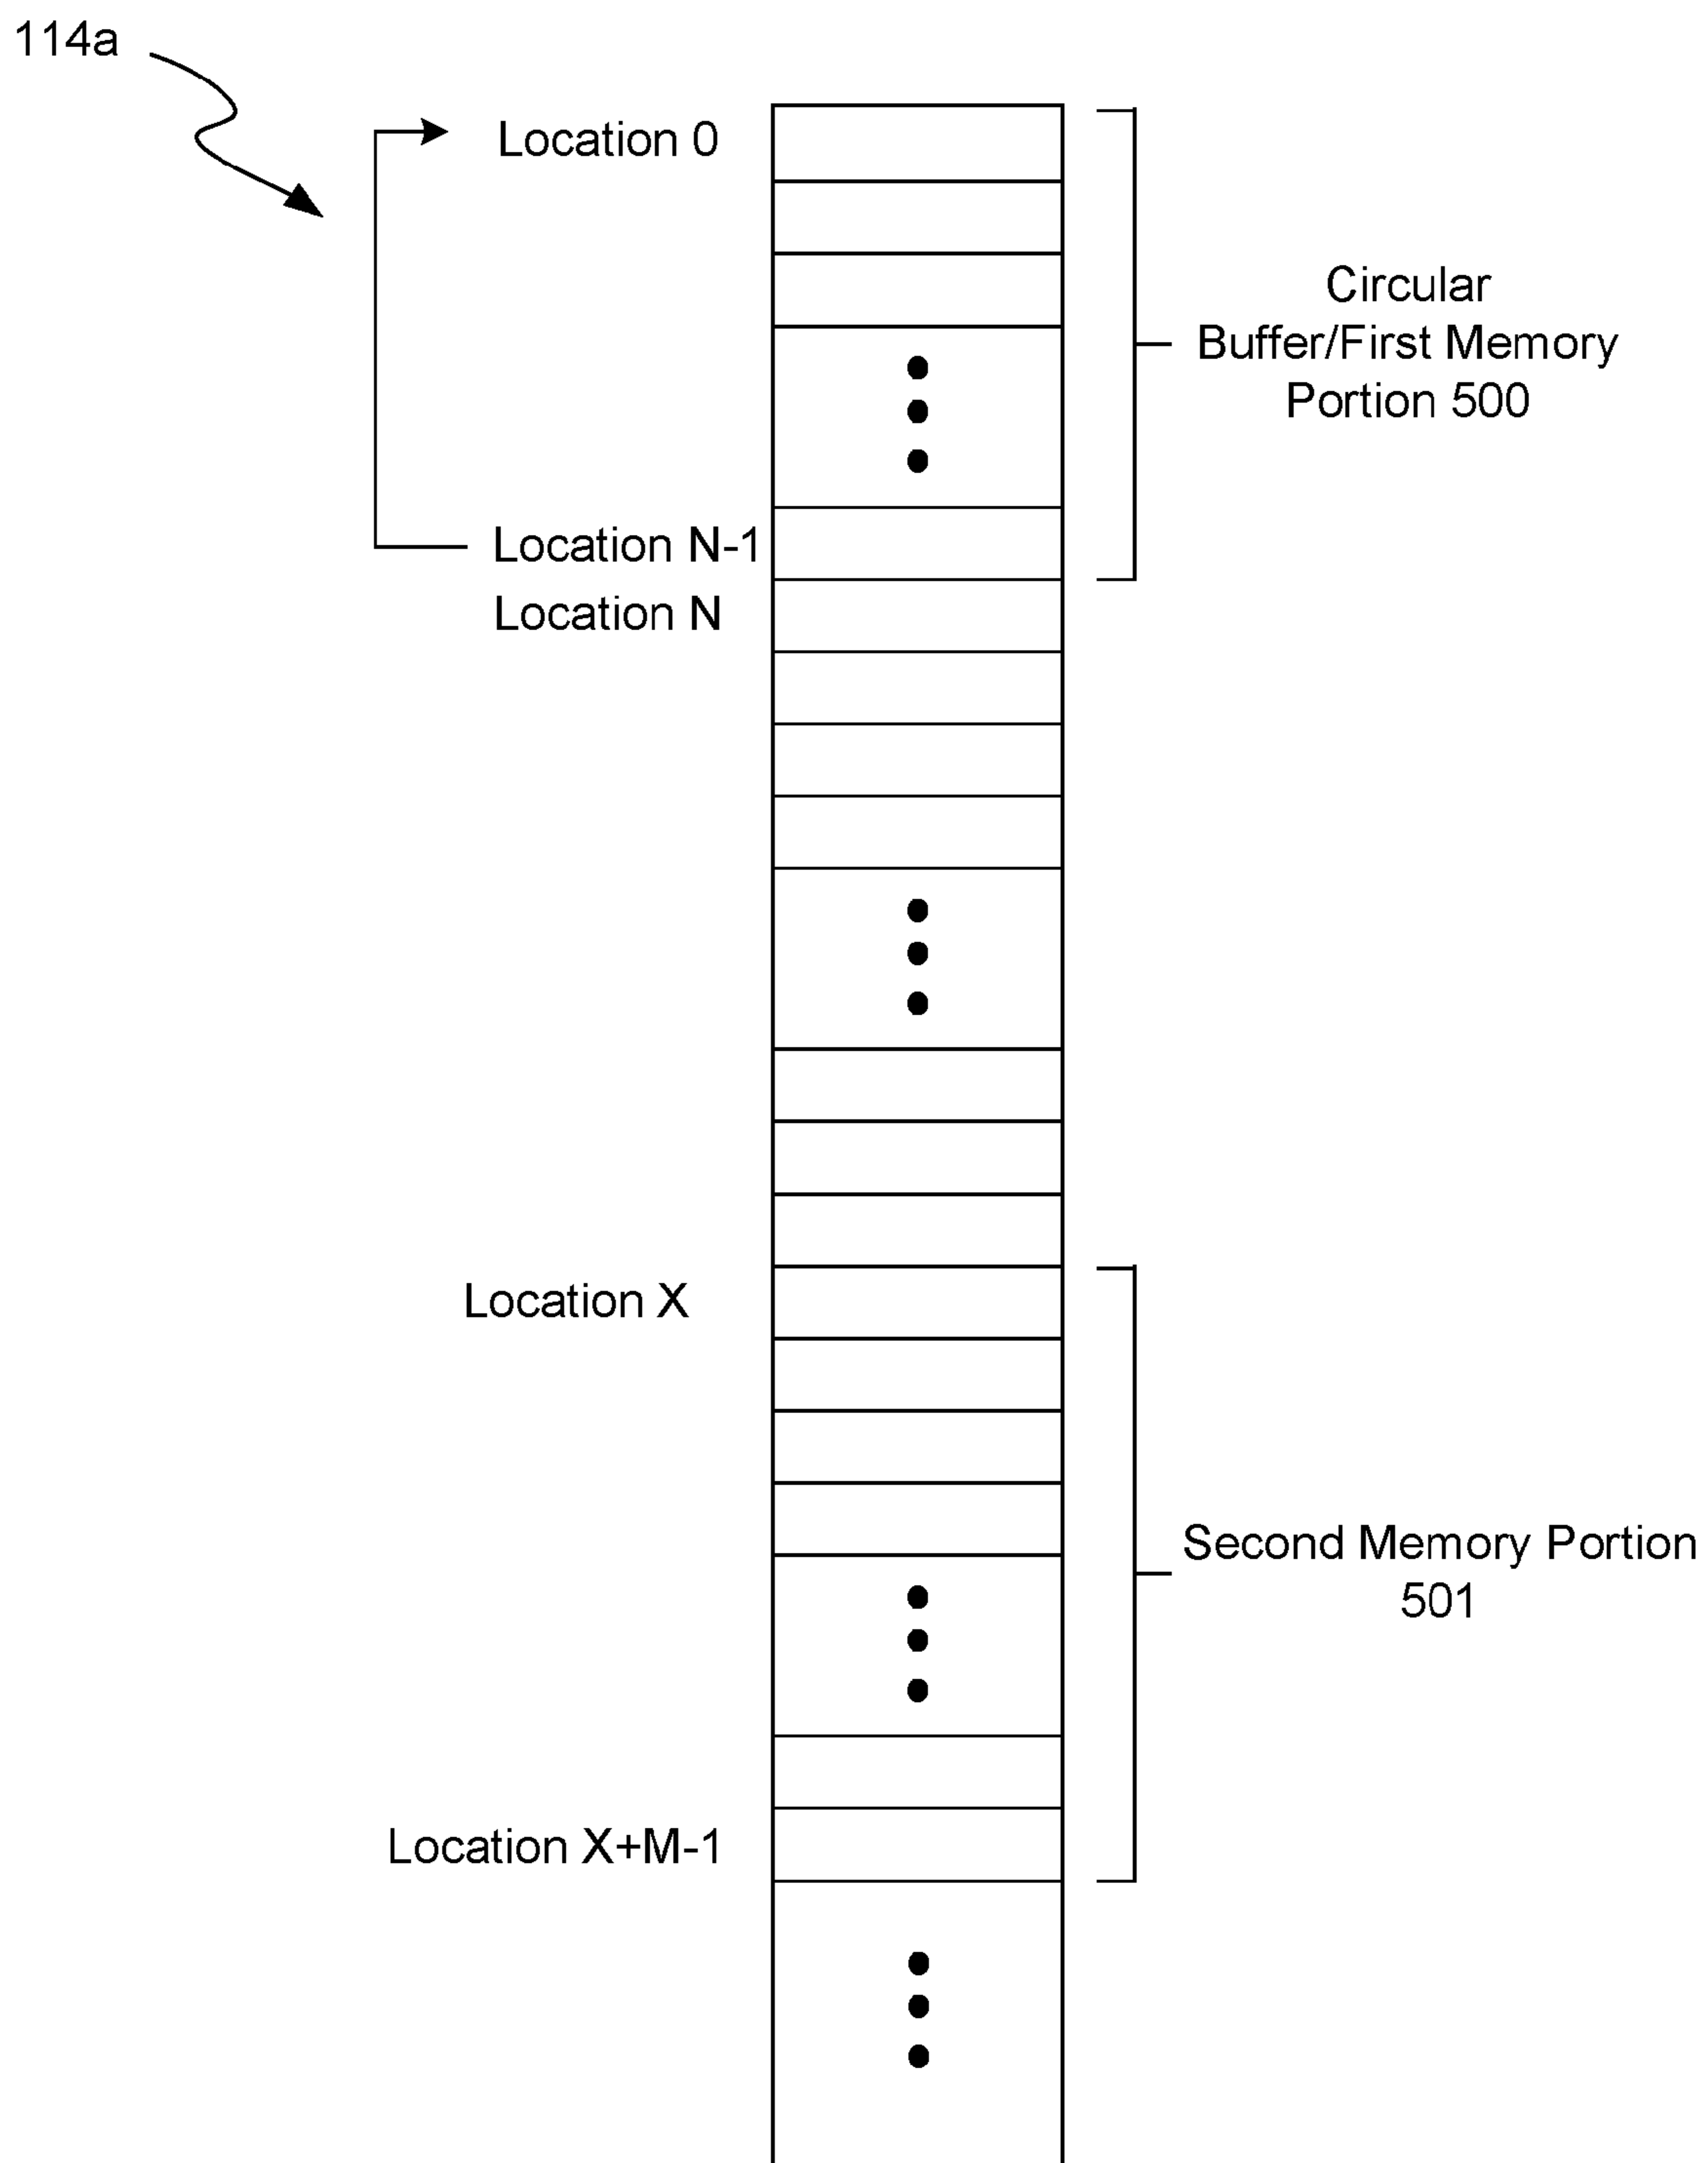 114a
Location 0
Circular
Buffer/First Memory
Portion 500
Location N-1
Location N
Location X
Second Memory Portion
501
Location X+M-1